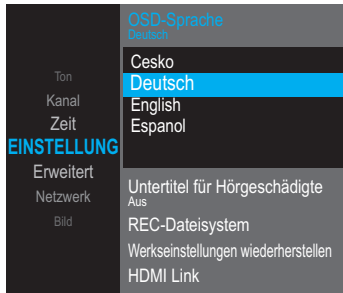 Ton
Kanal
Zeit
EINSTELLUNG
Erweitert
Netzwerk
Bild
OSD-Sprache
Deutsch
Cesko
Deutsch
English
Espanol
Untertitel für Hörgeschädigte
Aus
REC-Dateisystem
Werkseinstellungen wiederherstellen
HDMI Link